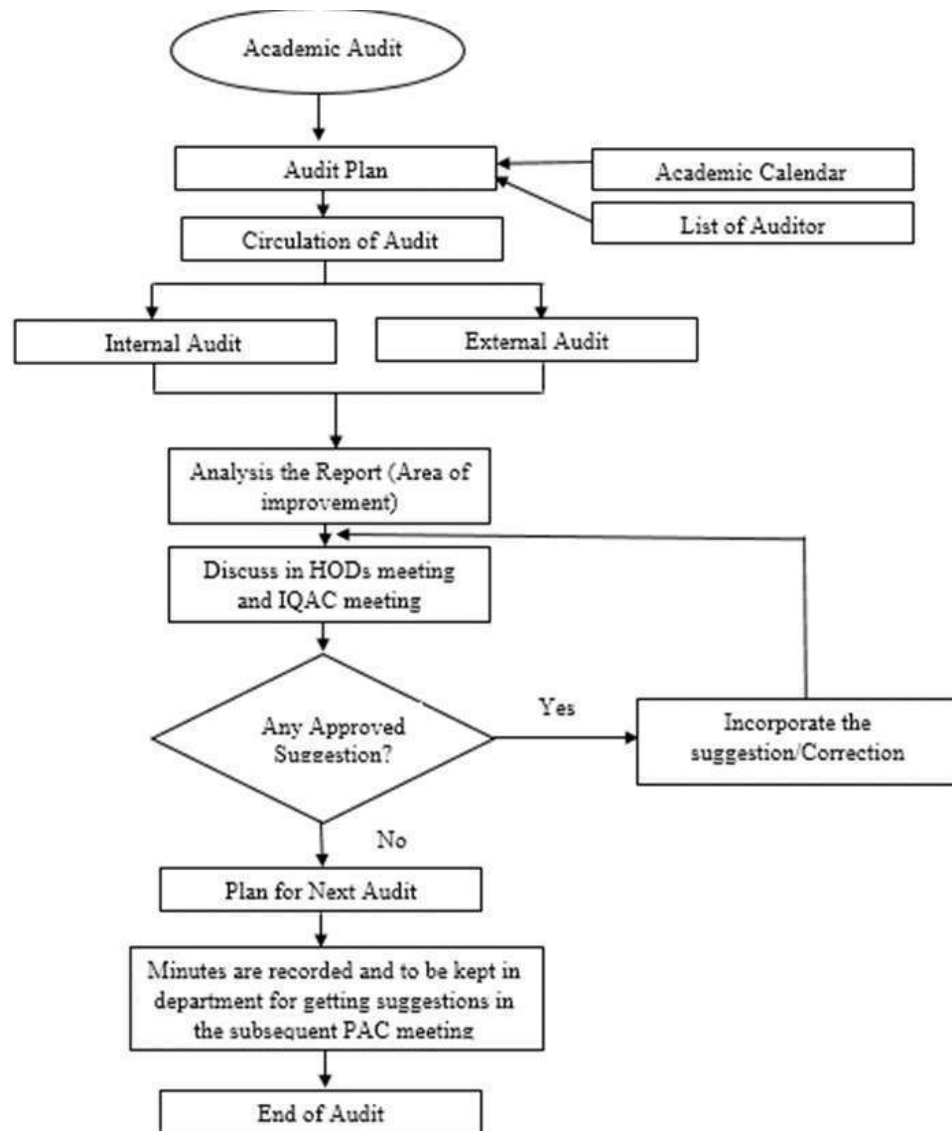 Academic Audit
Audit Plan
Academic Calendar
List of Auditor
Circulation of Audit
Internal Audit
External Audit
Analysis the Report (Area of
improvement)
Discuss in HODs meeting
and IQAC meeting
Any Approved
Suggestion?
Yes
Incorporate the
suggestion/Correction
No
Plan for Next Audit
Minutes are recorded and to be kept in
department for getting suggestions in
the subsequent PAC meeting
End of Audit